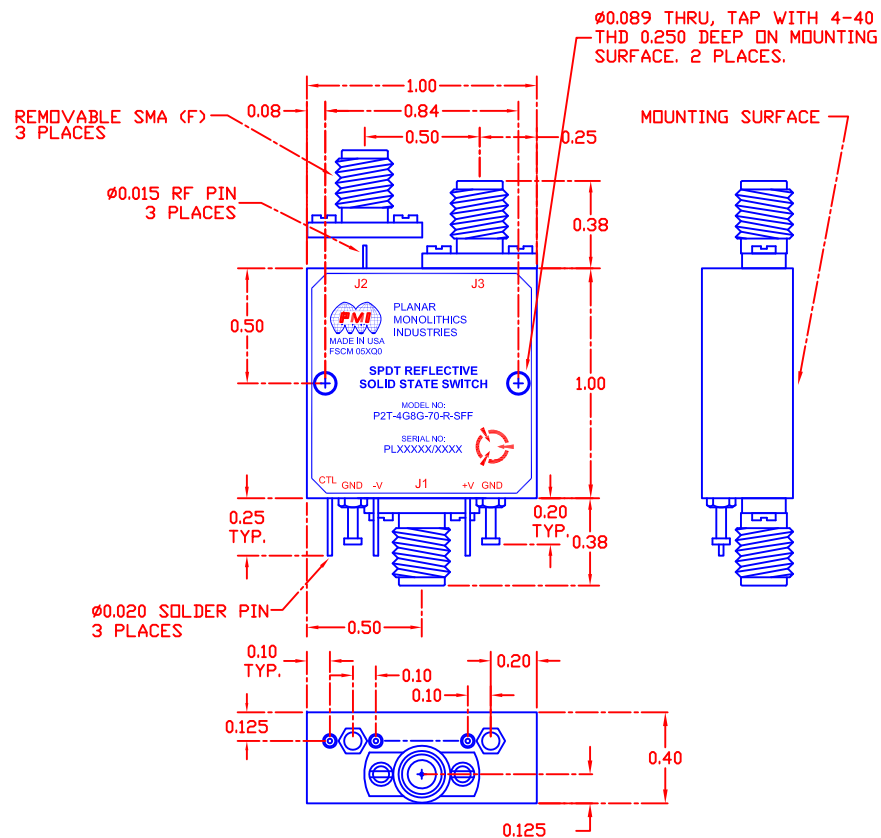 Ø0.089 THRU, TAP WITH 4-40
THD 0.250 DEEP ON MOUNTING
SURFACE. 2 PLACES.
1.00
REMOVABLE SMA (F)
3 PLACES
0.08
0.84
0.50
0.25
MOUNTING SURFACE
Ø0.015 RF PIN
3 PLACES
0.38
J2
J3
PMI
PLANAR
MONOLITHICS
INDUSTRIES
MADE IN USA
FSCM 05XQ0
0.50
SPDT REFLECTIVE
SOLID STATE SWITCH
1.00
MODEL NO:
P2T-4G8G-70-R-SFF
SERIAL NO:
PLXXXXX/XXXX
CTL
GND
-V
J1
+V
GND
0.25
TYP.
0.20
TYP.
0.38
Ø0.020 SOLDER PIN
3 PLACES
0.50
0.10
TYP.
0.10
0.20
0.10
0.125
0.40
0.125